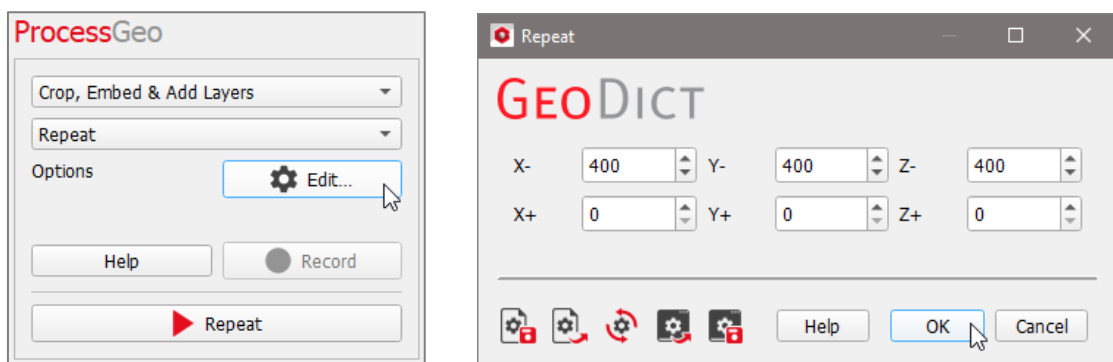 ProcessGeo
Crop, Embed & Add Layers
Repeat
Options
Edit...
Help
Record
Repeat
Repeat
GEODICT
X- 400 Y- 400 Z- 400
X+ 0 Y+ 0 Z+ 0
Help OK Cancel